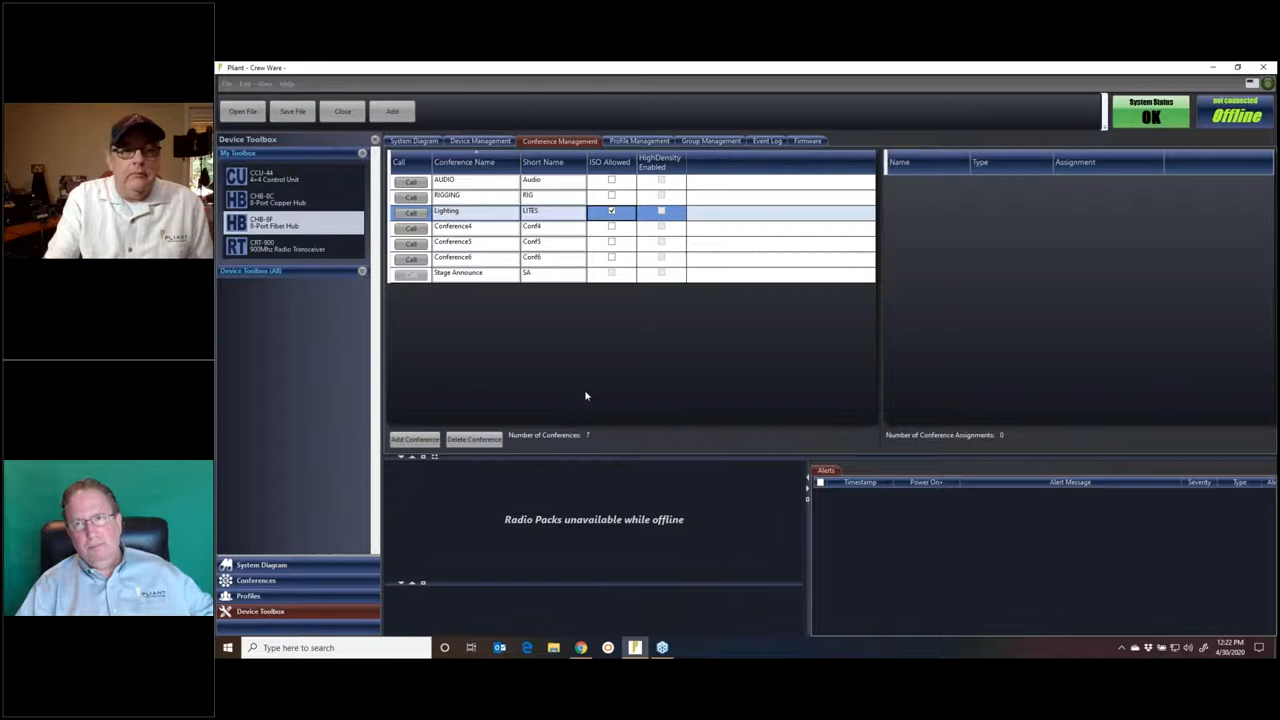 Pliant - Crew Ware -
File Edit View Help
Open File Save File Close Add
System Status
OK
not connected
Offline
Device Toolbox
My Toolbox
CCU-44
4+4 Control Unit
CHB-8C
8-Port Copper Hub
CHB-8F
8-Port Fiber Hub
CRT-900
900Mhz Radio Transceiver
Device Toolbox (All)
System Diagram Device Management Conference Management Profile Management Group Management Event Log Firmware
Call Conference Name Short Name ISO Allowed HighDensity Enabled
Call AUDIO Audio
Call RIGGING RIG
Call Lighting LITES
Call Conference4 Conf4
Call Conference5 Conf5
Call Conference6 Conf6
Stage Announce SA
Name Type Assignment
Add Conference Delete Conference Number of Conferences: 7
Number of Conference Assignments: 0
Radio Packs unavailable while offline
Alerts
Timestamp Power On+ Alert Message Severity Type
System Diagram
Conferences
Profiles
Device Toolbox
Type here to search
12:22 PM
4/30/2020
PLIANT
PLIANT